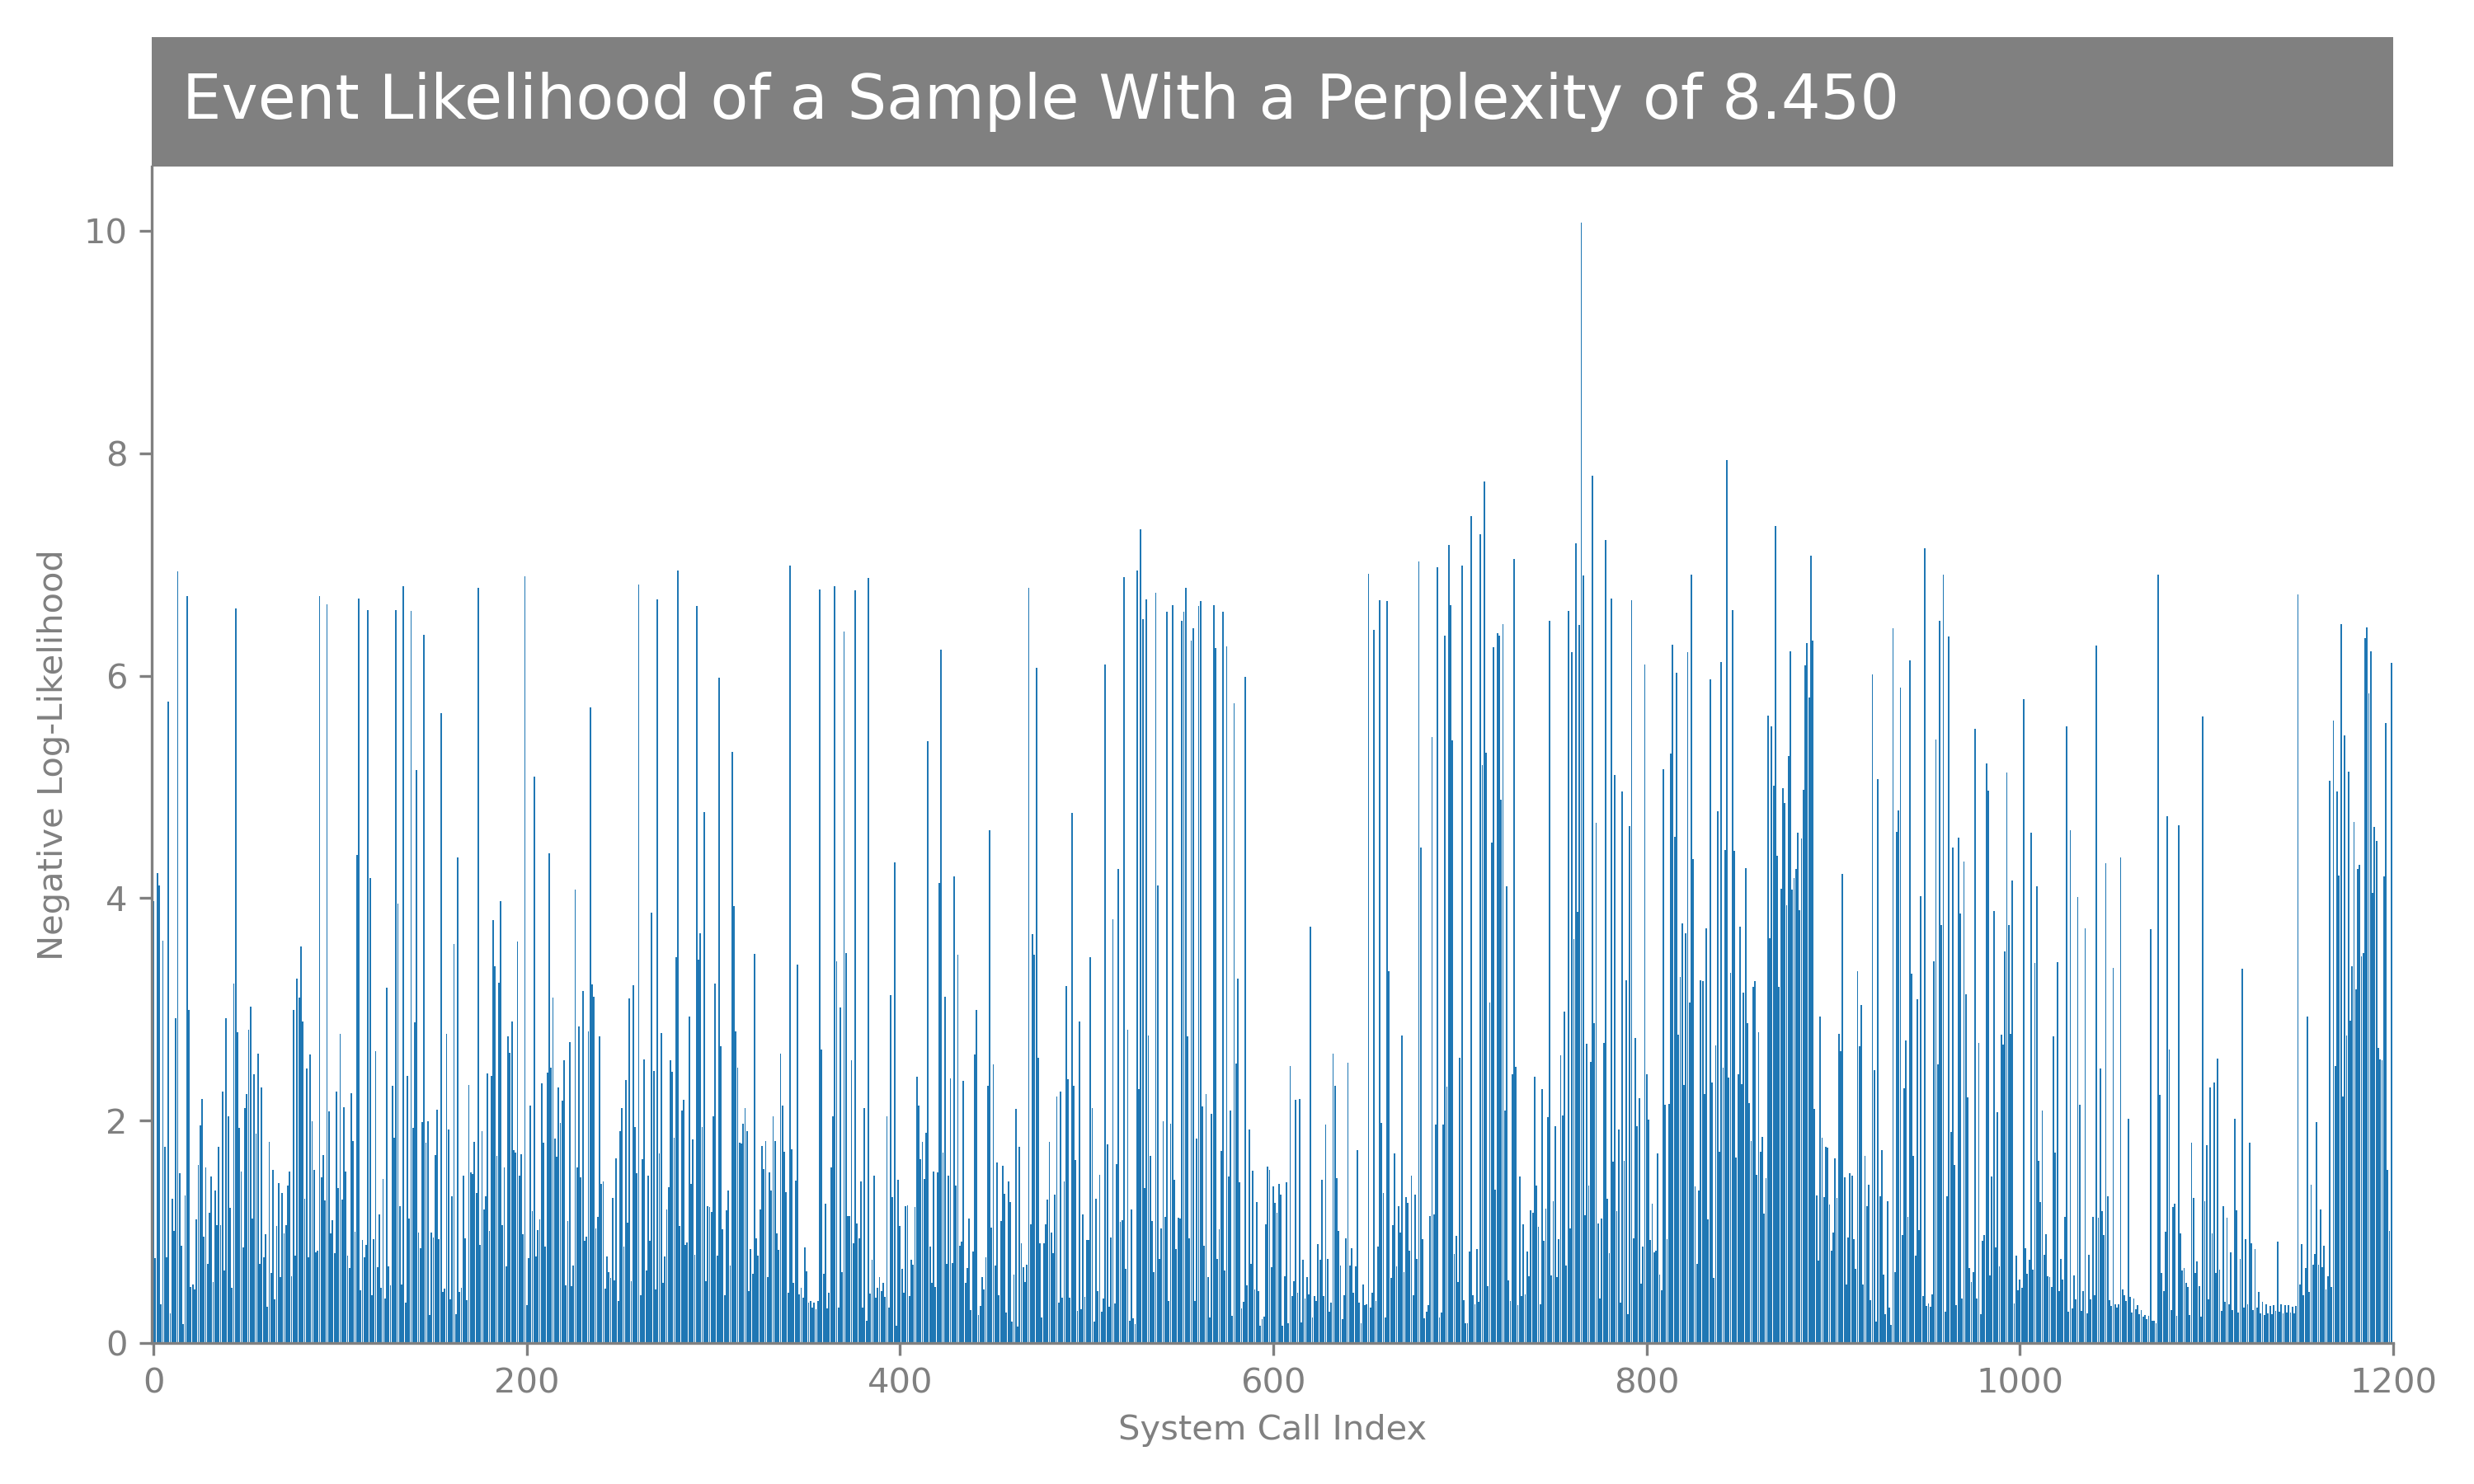 Event Likelihood of a Sample With a Perplexity of 8.450
10
8
6
4
2
0
Negative Log-Likelihood
0 200 400 600 800 1000 1200
System Call Index